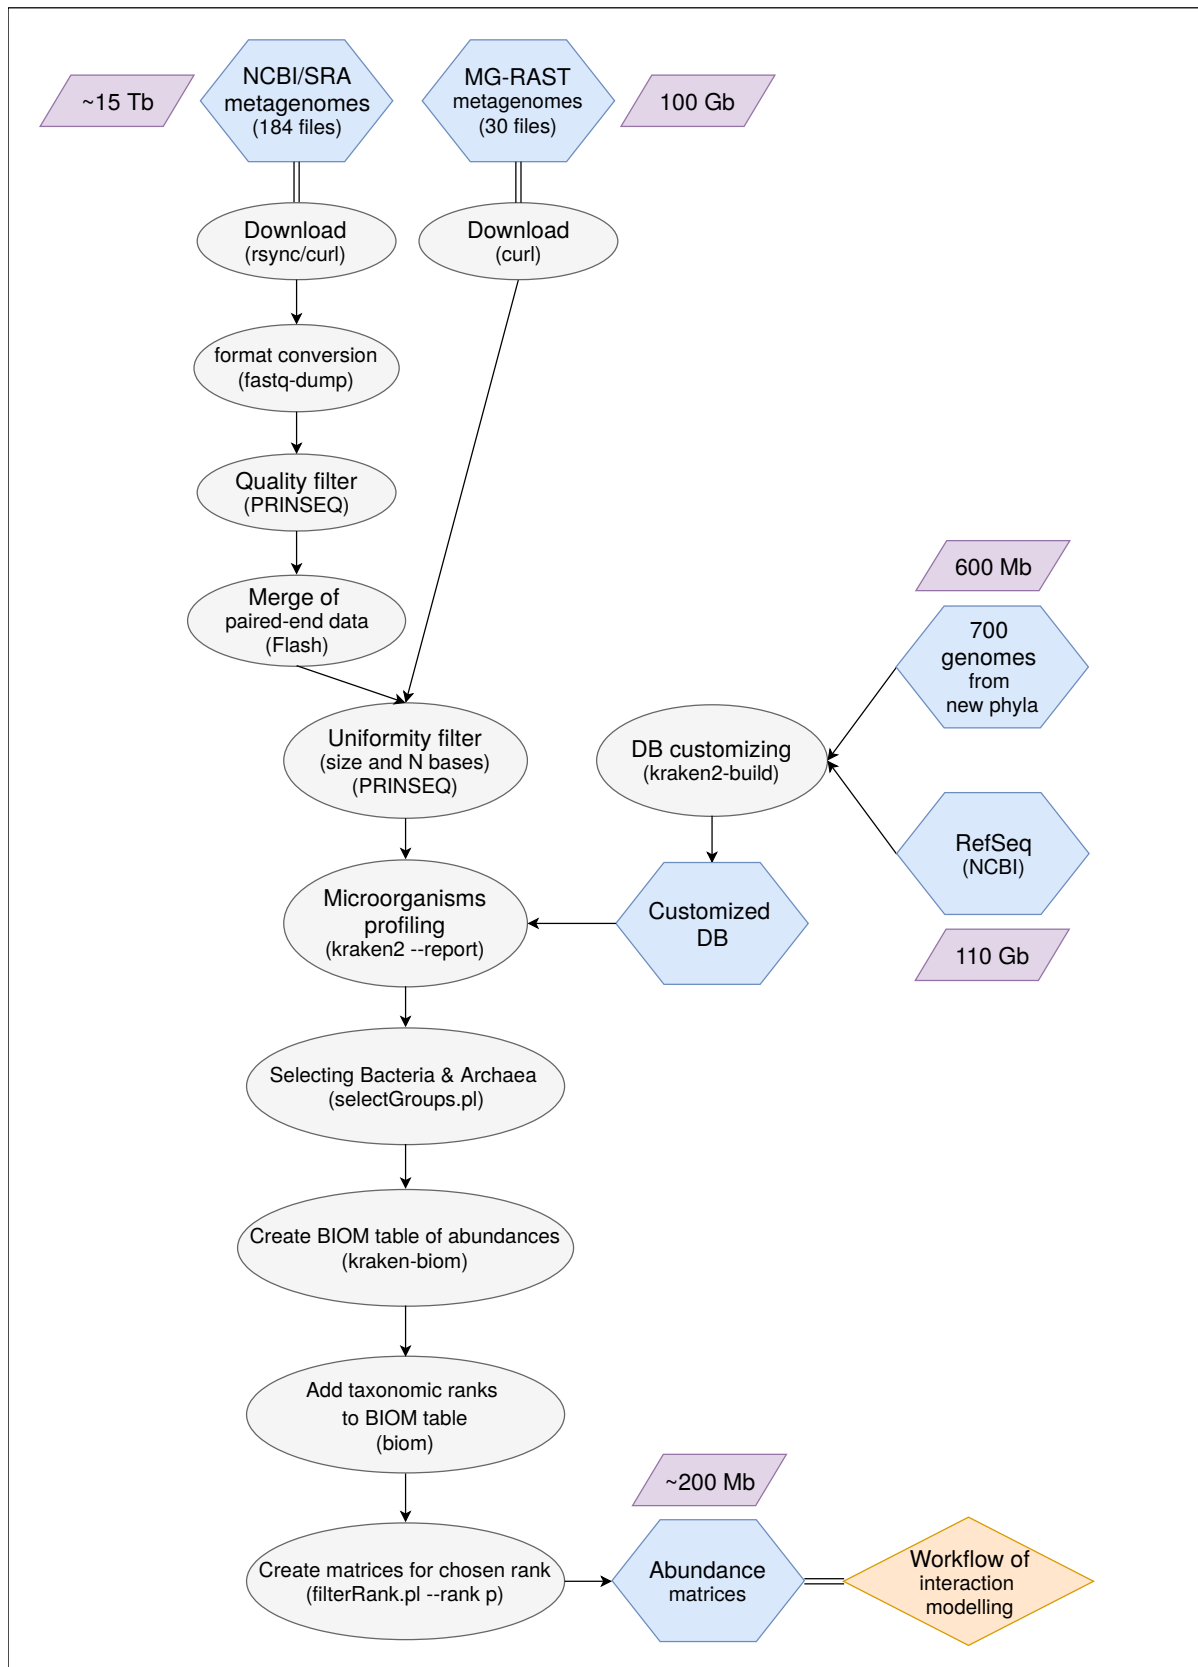 ~15 Tb
NCBI/SRA
metagenomes
(184 files)
MG-RAST
metagenomes
(30 files)
100 Gb
Download
(rsync/curl)
Download
(curl)
format conversion
(fastq-dump)
Quality filter
(PRINSEQ)
Merge of
paired-end data
(Flash)
600 Mb
700
genomes
from
new phyla
Uniformity filter
(size and N bases)
(PRINSEQ)
DB customizing
(kraken2-build)
RefSeq
(NCBI)
110 Gb
Microorganisms
profiling
(kraken2 --report)
Customized
DB
Selecting Bacteria & Archaea
(selectGroups.pl)
Create BIOM table of abundances
(kraken-biom)
Add taxonomic ranks
to BIOM table
(biom)
~200 Mb
Create matrices for chosen rank
(filterRank.pl --rank p)
Abundance
matrices
Workflow of
interaction
modelling